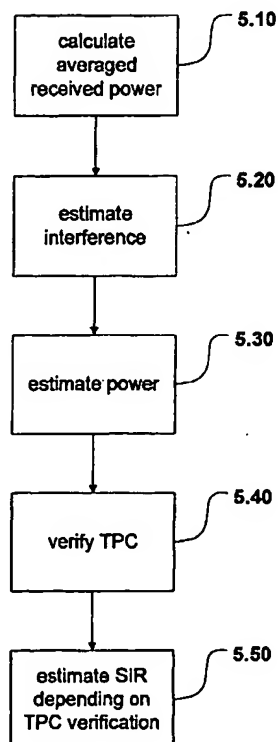 5.10
calculate
averaged
received power
5.20
estimate
interference
5.30
estimate power
5.40
verify TPC
5.50
estimate SIR
depending on
TPC verification